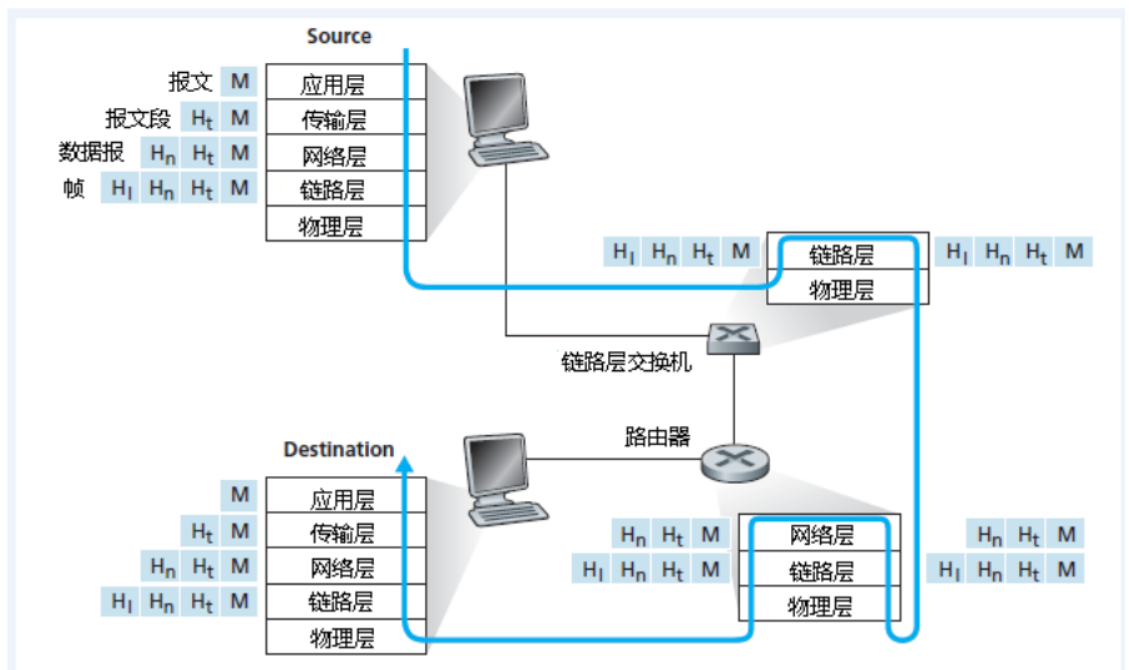 Source
报文 M 应用层
报文段 Ht M 传输层
数据报 Hn Ht M 网络层
帧 Hl Hn Ht M 链路层
物理层
Hl Hn Ht M 链路层 Hl Hn Ht M
物理层
链路层交换机
路由器
Destination
M 应用层
Ht M 传输层
Hn Ht M 网络层
Hl Hn Ht M 链路层
物理层
Hn Ht M 网络层 Hn Ht M
Hl Hn Ht M 链路层 Hl Hn Ht M
物理层